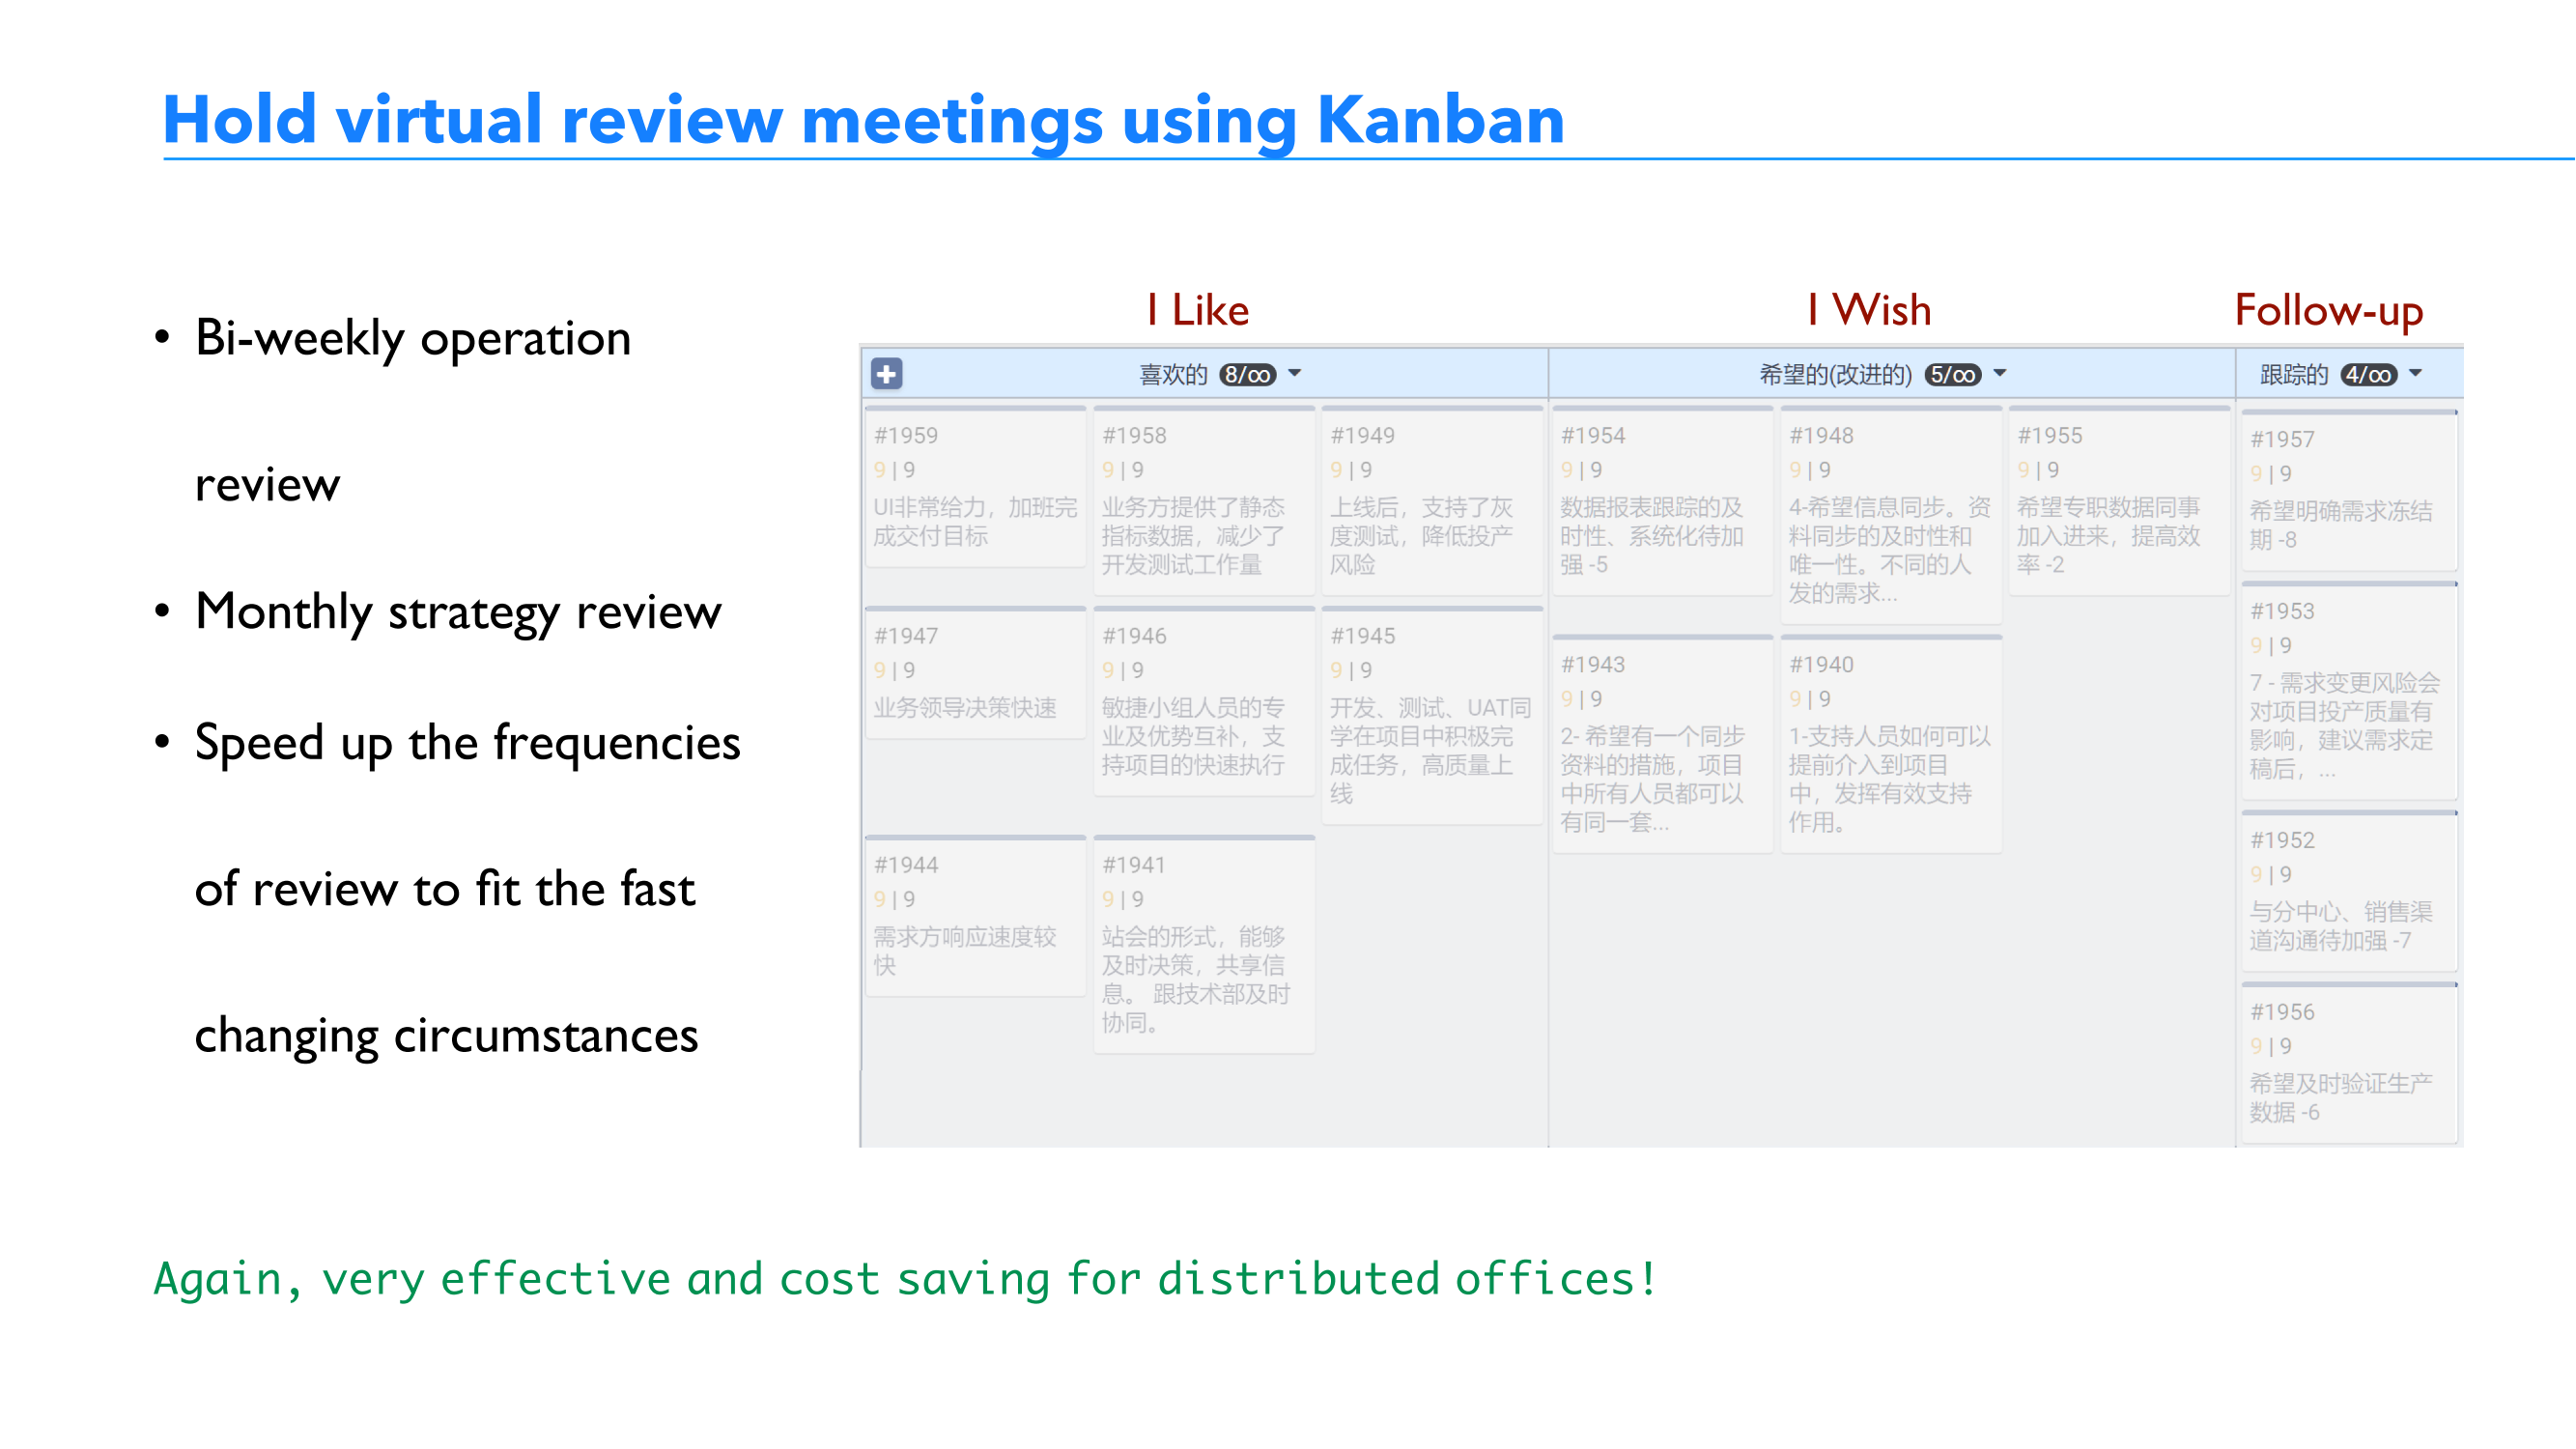 Hold virtual review meetings using Kanban
• Bi-weekly operation
review
• Monthly strategy review
• Speed up the frequencies
of review to fit the fast
changing circumstances
I Like
I Wish
Follow-up
喜欢的 8/∞
希望的(改进的) 5/∞
跟踪的 4/∞
#1959
9 | 9
UI非常给力，加班完
成交付目标
#1958
9 | 9
业务方提供了静态
指标数据，减少了
开发测试工作量
#1949
9 | 9
上线后，支持了灰
度测试，降低投产
风险
#1947
9 | 9
业务领导决策快速
#1946
9 | 9
敏捷小组人员的专
业及优势互补，支
持项目的快速执行
#1945
9 | 9
开发、测试、UAT同
学在项目中积极完
成任务，高质量上
线
#1944
9 | 9
需求方响应速度较
快
#1941
9 | 9
站会的形式，能够
及时决策，共享信
息。 跟技术部及时
协同。
#1954
9 | 9
数据报表跟踪的及
时性、系统化待加
强 -5
#1948
9 | 9
4-希望信息同步。资
料同步的及时性和
唯一性。不同的人
发的需求...
#1955
9 | 9
希望专职数据同事
加入进来，提高效
率 -2
#1943
9 | 9
2- 希望有一个同步
资料的措施，项目
中所有人员都可以
有同一套...
#1940
9 | 9
1-支持人员如何可以
提前介入到项目
中，发挥有效支持
作用。
#1957
9 | 9
希望明确需求冻结
期 -8
#1953
9 | 9
7 - 需求变更风险会
对项目投产质量有
影响，建议需求定
稿后，...
#1952
9 | 9
与分中心、销售渠
道沟通待加强 -7
#1956
9 | 9
希望及时验证生产
数据 -6
Again, very effective and cost saving for distributed offices!